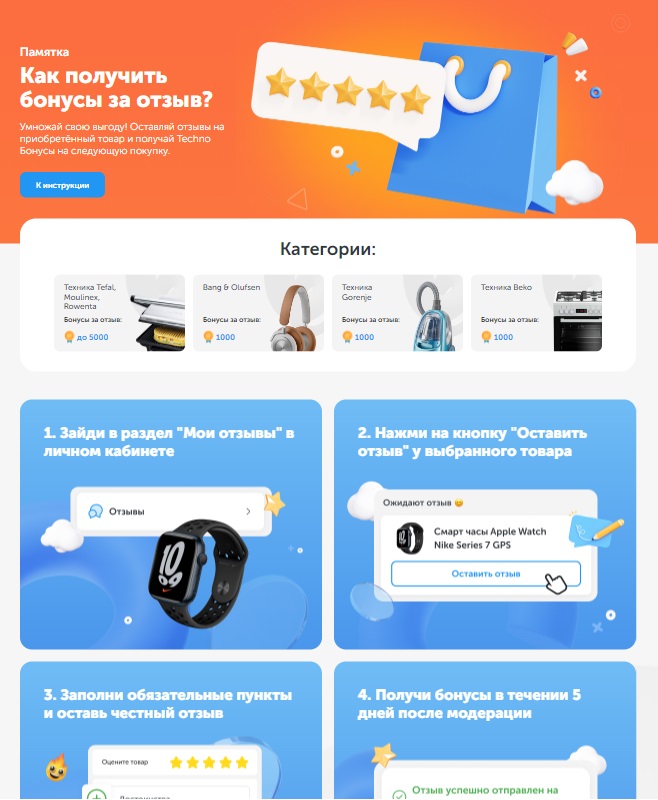 Памятка
Как получить
бонусы за отзыв?
Умножай свою выгоду! Оставляй отзывы на
приобретённый товар и получай Techno
Бонусы на следующую покупку.
К инструкции
Категории:
Техника Tefal,
Moulinex,
Rowenta
Бонусы за отзыв:
до 5000
Bang & Olufsen
Бонусы за отзыв:
1000
Техника
Gorenje
Бонусы за отзыв:
1000
Техника Beko
Бонусы за отзыв:
1000
1. Зайди в раздел "Мои отзывы" в
личном кабинете
Отзывы
10
2. Нажми на кнопку "Оставить
отзыв" у выбранного товара
Ожидают отзыв
Смарт часы Apple Watch
Nike Series 7 GPS
Оставить отзыв
3. Заполни обязательные пункты
и оставь честный отзыв
Оцените товар
Достоинства
4. Получи бонусы в течении 5
дней после модерации
Отзыв успешно отправлен на